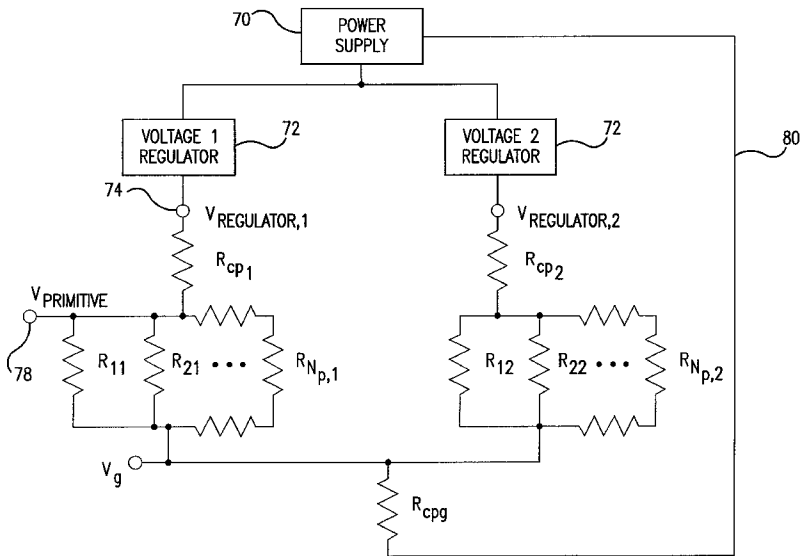 70
POWER
SUPPLY
VOLTAGE 1
REGULATOR
72
VOLTAGE 2
REGULATOR
72
80
74
VREGULATOR,1
VREGULATOR,2
Rcp1
Rcp2
VPRIMITIVE
78
R11
R21
•••
RNp,1
R12
R22
•••
RNp,2
Vg
Rcpg